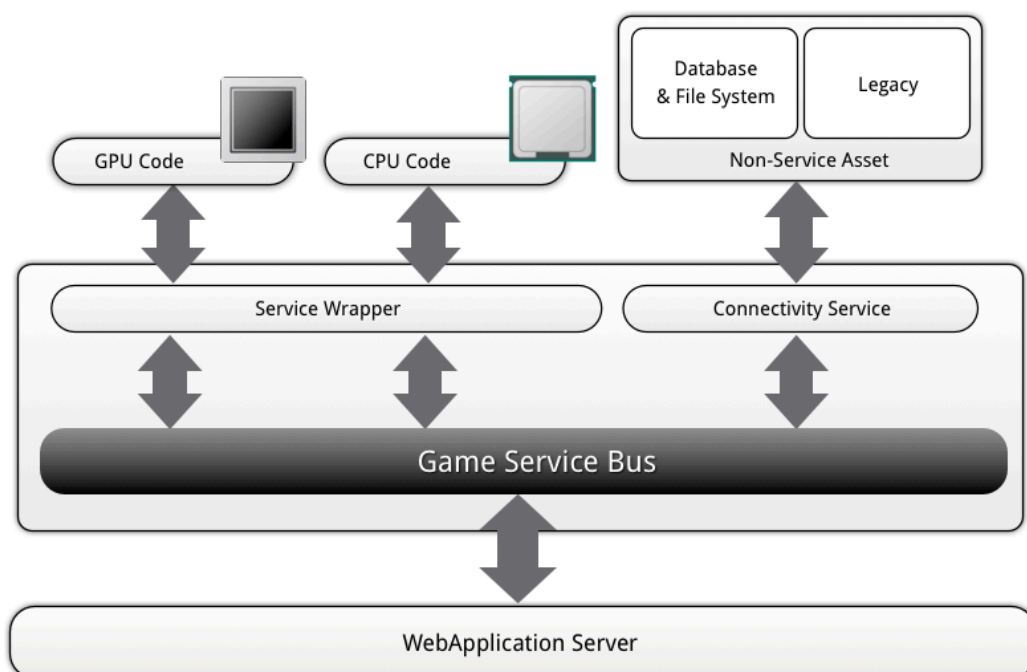 Database
& File System
Legacy
Non-Service Asset
GPU Code
CPU Code
Service Wrapper
Connectivity Service
Game Service Bus
WebApplication Server